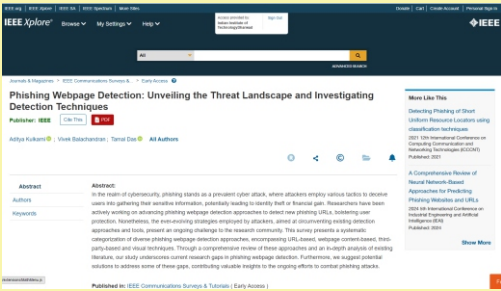 IEEE.org | IEEE Xplore | IEEE SA | IEEE Spectrum | More Sites
Donate | Cart | Create Account | Personal Sign In
IEEE Xplore® Browse My Settings Help
Access provided by:
Sign Out
IEEE
All
ADVANCED SEARCH
Journals & Magazines > IEEE Communications Surveys &... > Early Access
Phishing Webpage Detection: Unveiling the Threat Landscape and Investigating
Detection Techniques
Publisher: IEEE
Cite This
PDF
Aditya Kulkarni ; Vivek Balachandran ; Tamal Das All Authors
Abstract
Authors
Keywords
Abstract:
In the realm of cybersecurity, phishing stands as a prevalent cyber attack, where attackers employ various tactics to deceive
users into gathering their sensitive information, potentially leading to identity theft or financial gain. Researchers have been
actively working on advancing phishing webpage detection approaches to detect new phishing URLs, bolstering user
protection. Nonetheless, the ever-evolving strategies employed by attackers, aimed at circumventing existing detection
approaches and tools, present an ongoing challenge to the research community. This survey presents a systematic
categorization of diverse phishing webpage detection approaches, encompassing URL-based, webpage content-based, third-
party-based and visual techniques. Through a comprehensive review of these approaches and an in-depth analysis of existing
literature, our study underscores current research gaps in phishing webpage detection. Furthermore, we suggest potential
solutions to address some of these gaps, contributing valuable insights to the ongoing efforts to combat phishing attacks.
Published in: IEEE Communications Surveys & Tutorials ( Early Access )
More Like This
Detecting Phishing of Short
Uniform Resource Locators using
classification techniques
2021 12th International Conference on
Computing Communication and
Networking Technologies (ICCCNT)
Published: 2021
A Comprehensive Review of
Neural Network-Based
Approaches for Predicting
Phishing Websites and URLs
2024 5th International Conference on
Industrial Engineering and Artificial
Intelligence (IEAI)
Published: 2024
Show More